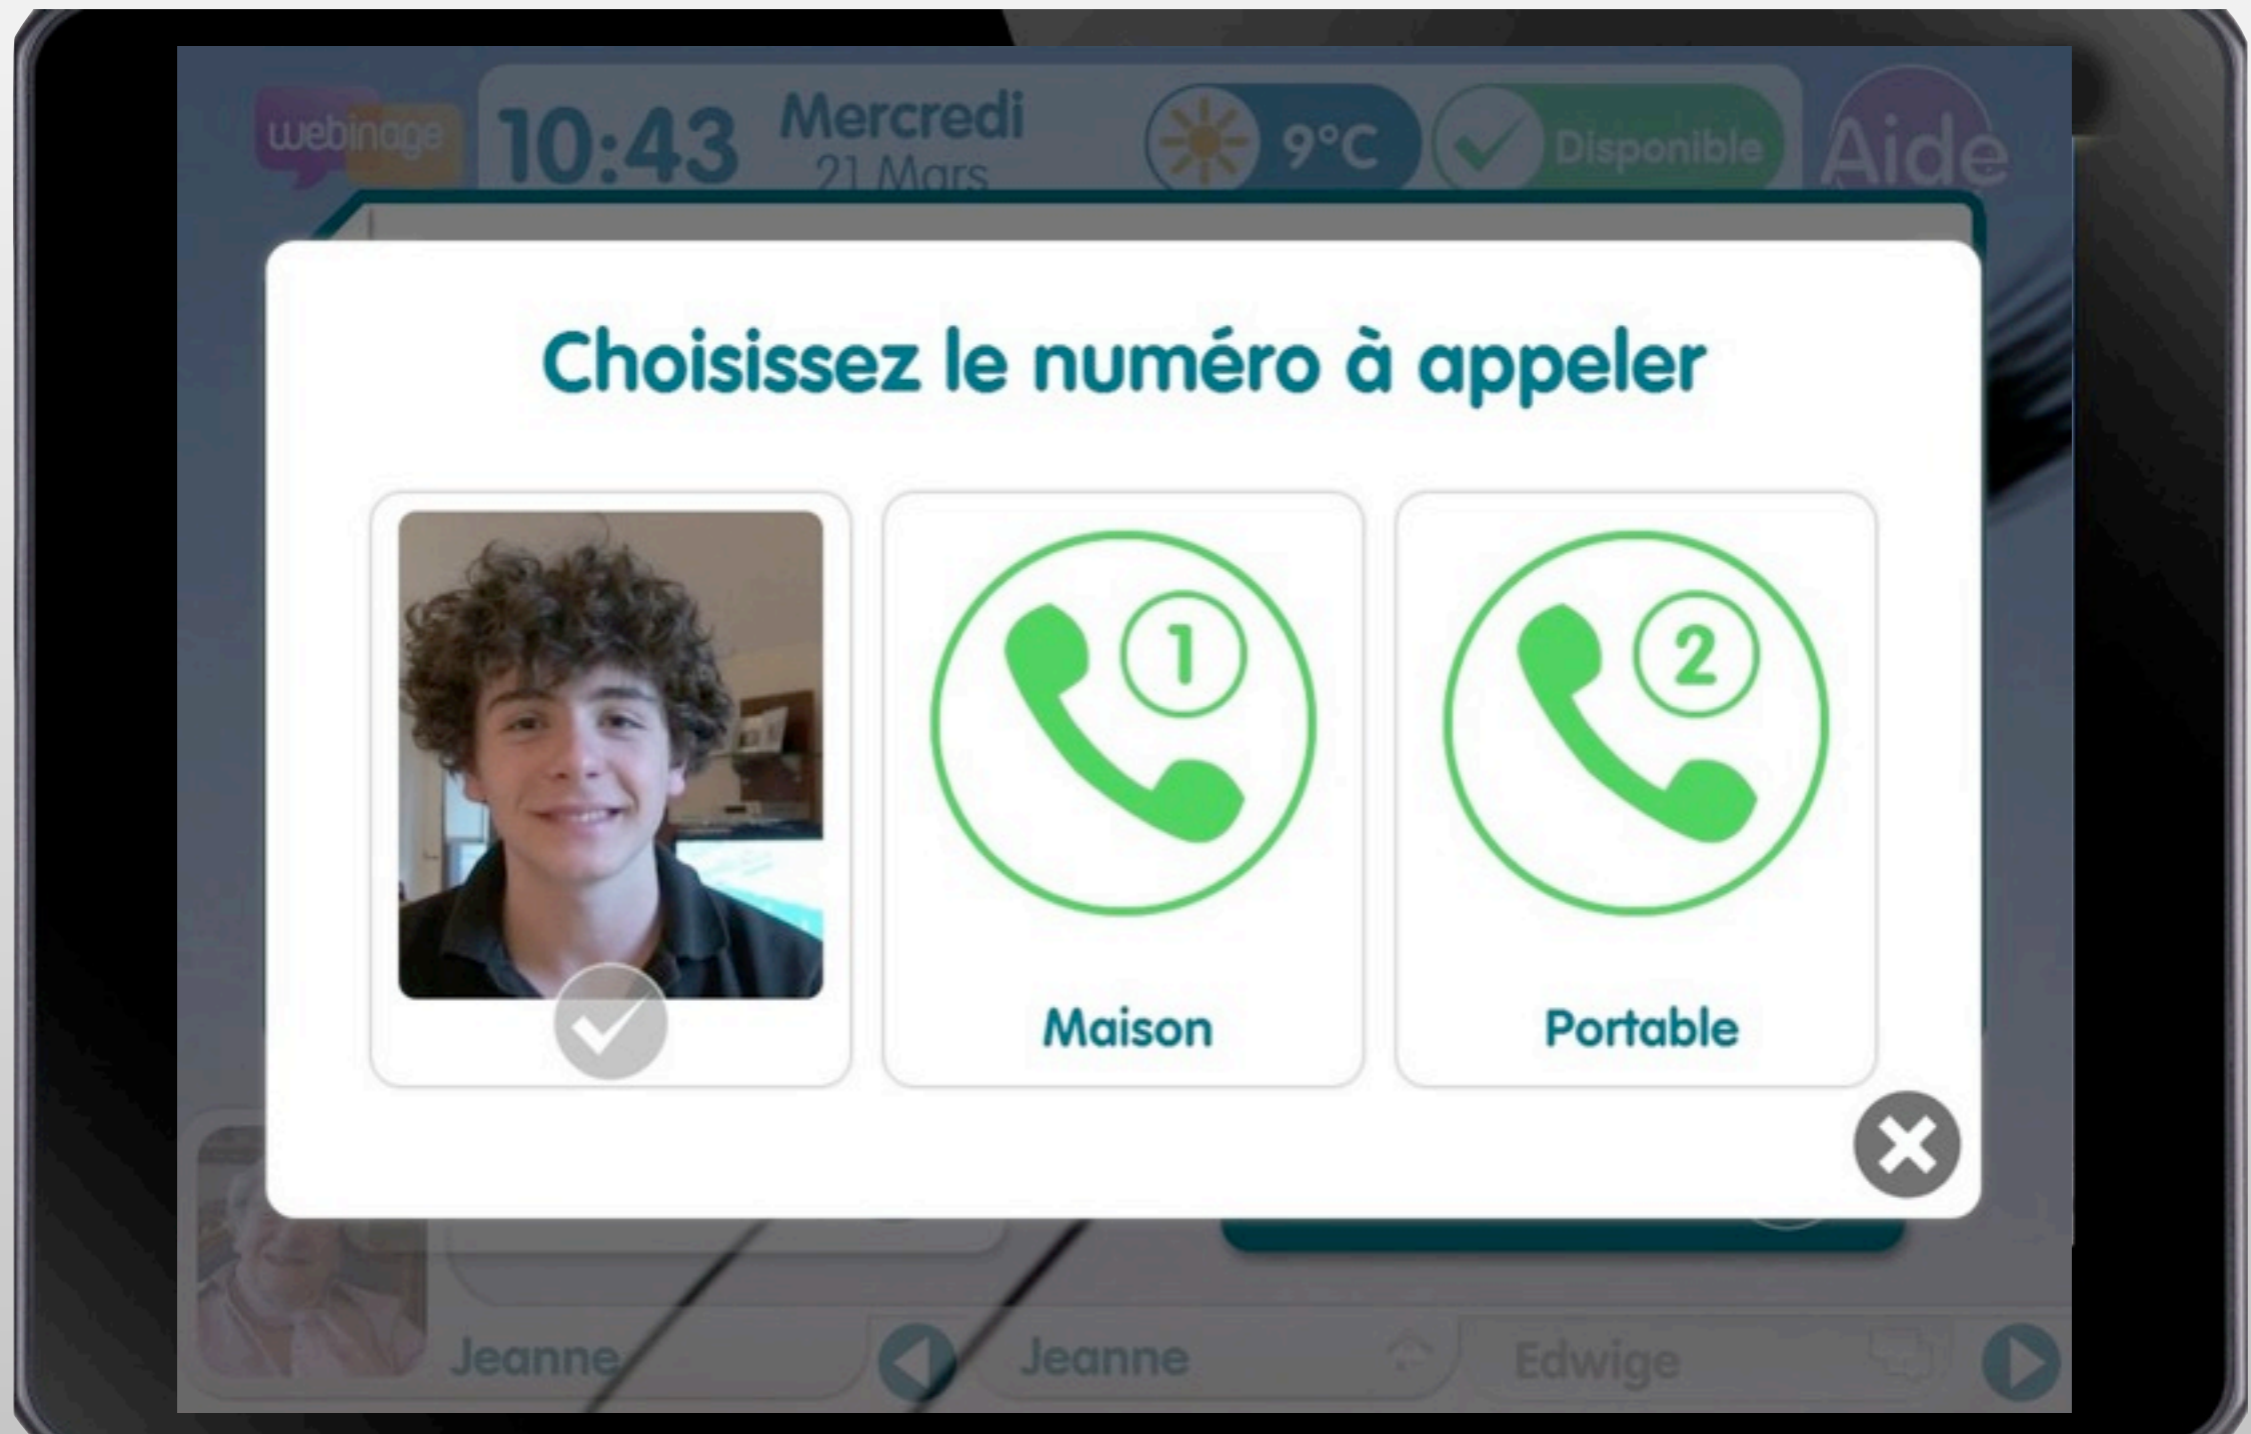 webinage
10:43
Mercredi
21 Mars
9°C
Disponible
Aide
Choisissez le numéro à appeler
1
2
Maison
Portable
Jeanne
Jeanne
Edwige